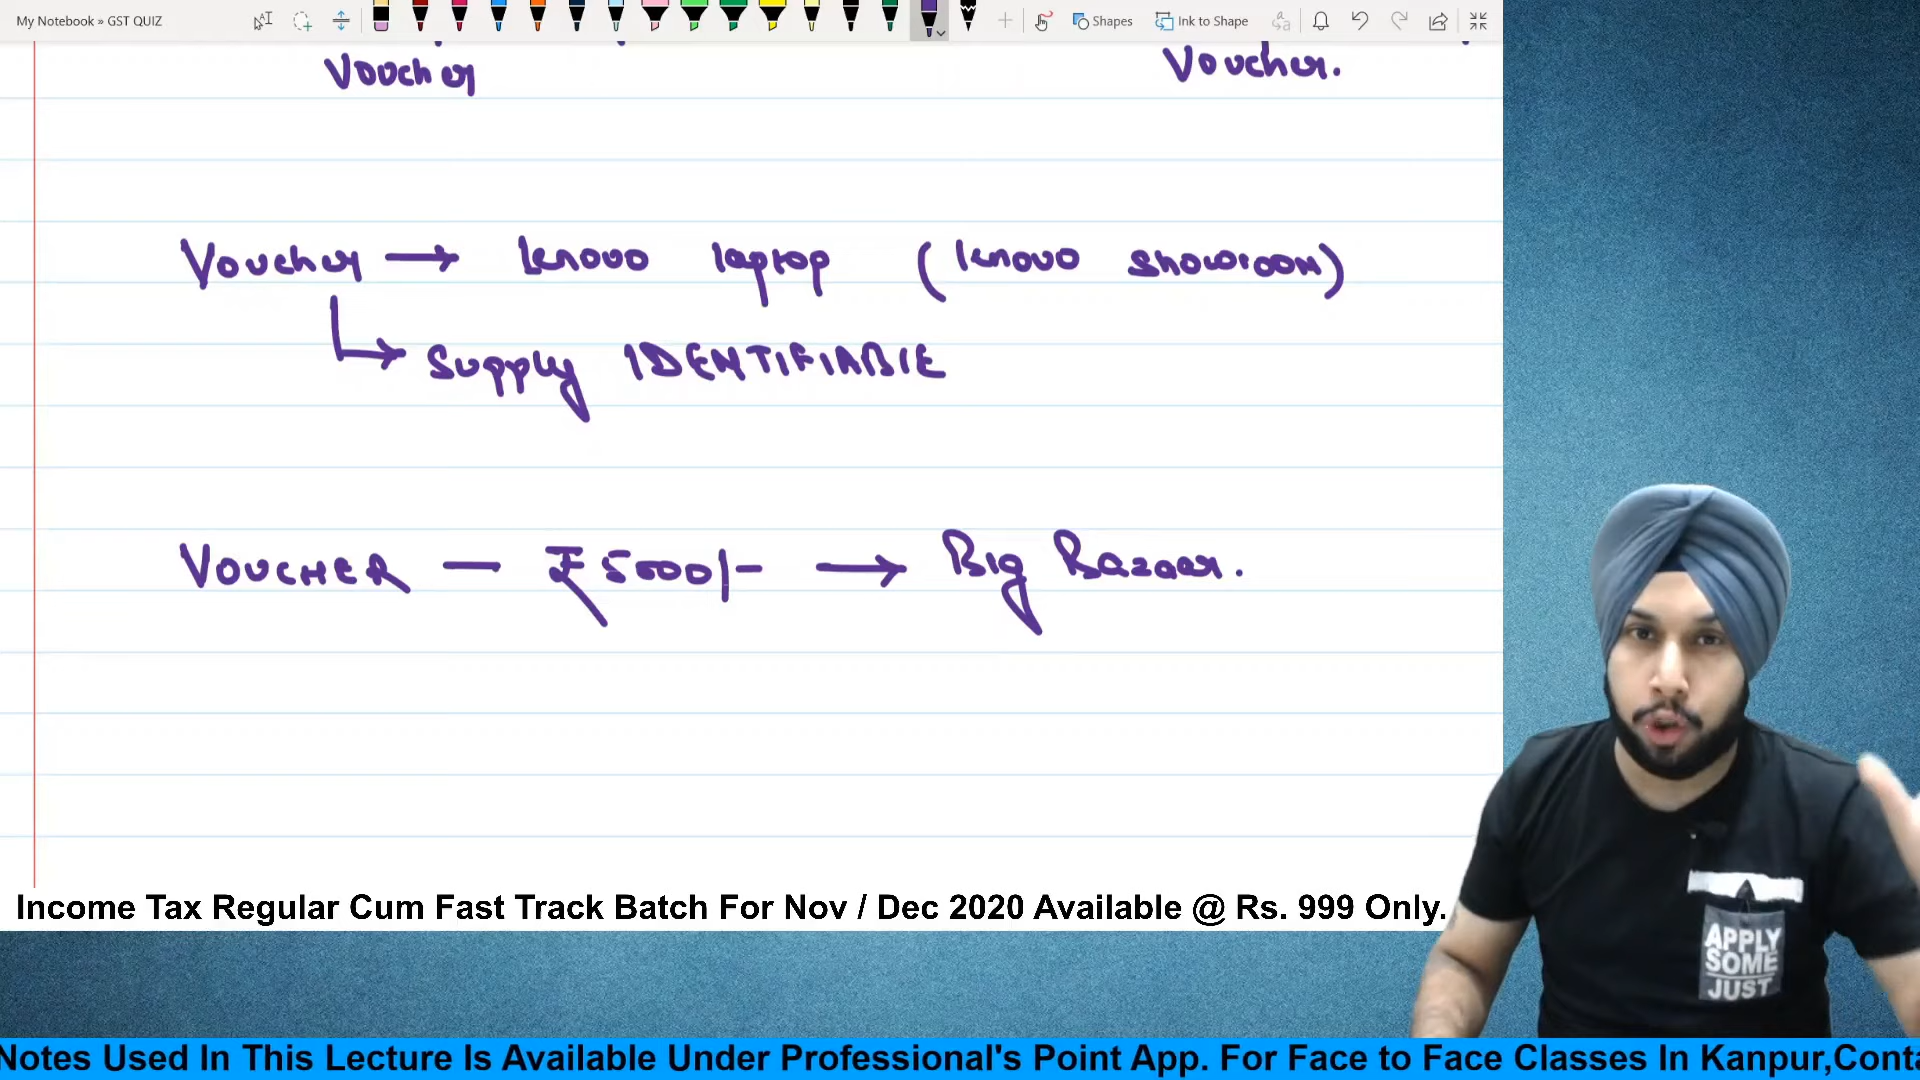 My Notebook » GST QUIZ
Shapes
Ink to Shape
Voucher
Voucher.
Voucher → lenovo laptop (lenovo showroom)
→ Supply IDENTIFIABLE
VOUCHER — ₹5000/- → Big Bazaar.
APPLY
SOME
JUST
Income Tax Regular Cum Fast Track Batch For Nov / Dec 2020 Available @ Rs. 999 Only.
Notes Used In This Lecture Is Available Under Professional's Point App. For Face to Face Classes In Kanpur,Conta